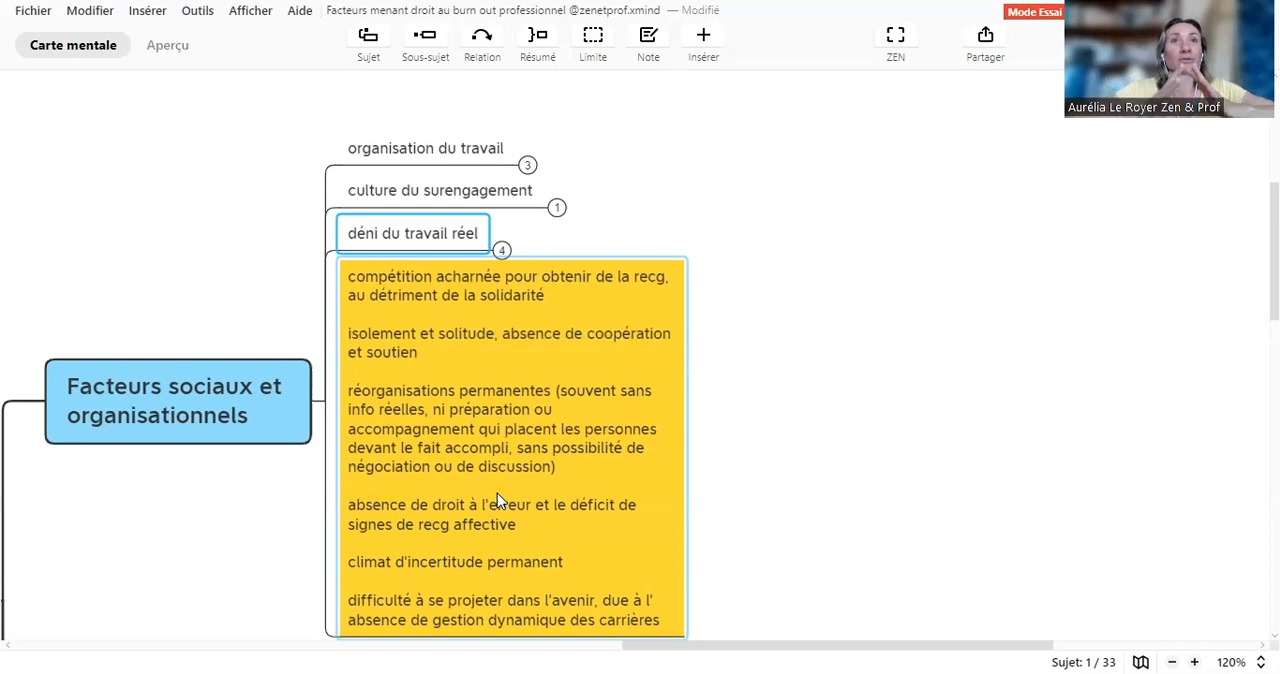 Fichier Modifier Insérer Outils Afficher Aide Facteurs menant droit au burn out professionnel @zenetprof.xmind — Modifié
Mode Essai
Carte mentale Aperçu
Sujet Sous-sujet Relation Résumé Limite Note Insérer ZEN Partager
Aurélia Le Royer Zen & Prof
organisation du travail
3
culture du surengagement
1
déni du travail réel
4
Facteurs sociaux et
organisationnels
compétition acharnée pour obtenir de la recg,
au détriment de la solidarité
isolement et solitude, absence de coopération
et soutien
réorganisations permanentes (souvent sans
info réelles, ni préparation ou
accompagnement qui placent les personnes
devant le fait accompli, sans possibilité de
négociation ou de discussion)
absence de droit à l'erreur et le déficit de
signes de recg affective
climat d'incertitude permanent
difficulté à se projeter dans l'avenir, due à l'
absence de gestion dynamique des carrières
Sujet: 1 / 33 120%